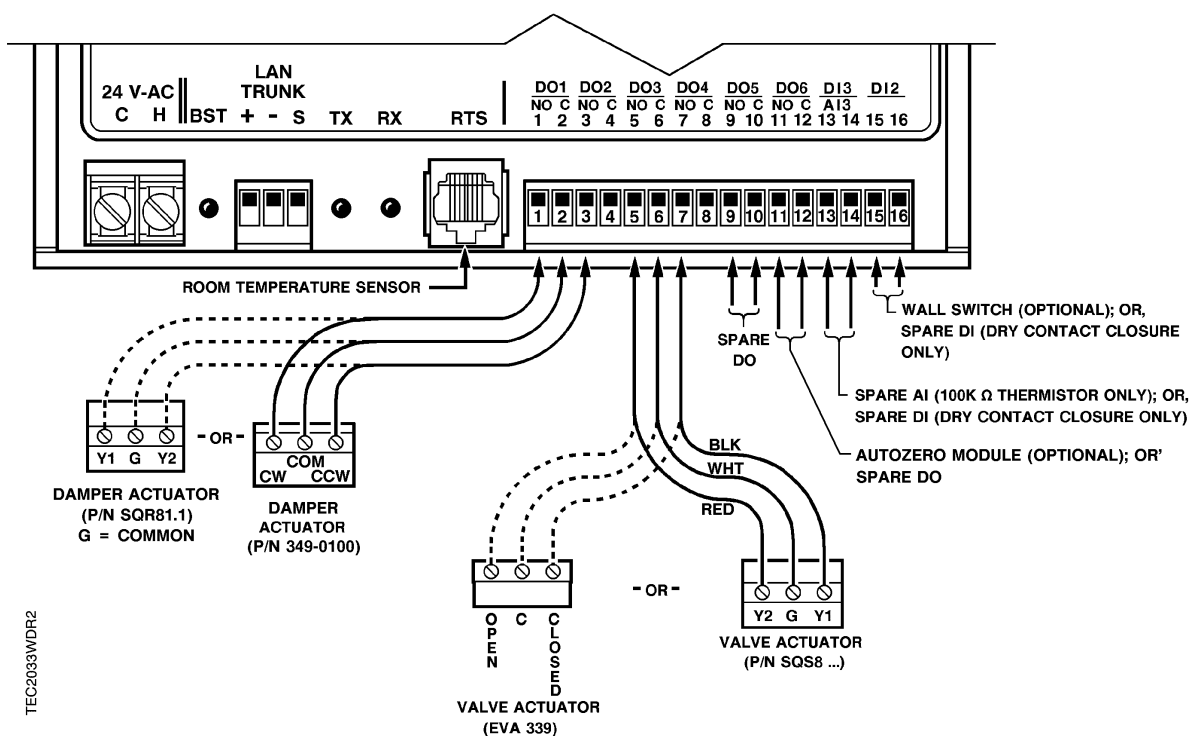 24 V-AC
C H
BST
LAN
TRUNK
+ - S
TX
RX
RTS
DO1 DO2 DO3 DO4 DO5 DO6 DI3 DI2
NO C NO C NO C NO C NO C NO C AI3
1 2 3 4 5 6 7 8 9 10 11 12 13 14 15 16
1 2 3 4 5 6 7 8 9 10 11 12 13 14 15 16
ROOM TEMPERATURE SENSOR
SPARE
DO
WALL SWITCH (OPTIONAL); OR,
SPARE DI (DRY CONTACT CLOSURE
ONLY)
SPARE AI (100K Ω THERMISTOR ONLY); OR,
SPARE DI (DRY CONTACT CLOSURE ONLY)
AUTOZERO MODULE (OPTIONAL); OR'
SPARE DO
Y1 G Y2
DAMPER ACTUATOR
(P/N SQR81.1)
G = COMMON
-OR-
COM
CW CCW
DAMPER
ACTUATOR
(P/N 349-0100)
BLK
WHT
RED
OPEN
C
CLOSED
VALVE ACTUATOR
(EVA 339)
-OR-
Y2 G Y1
VALVE ACTUATOR
(P/N SQS8 ...)
TEC2033WDR2